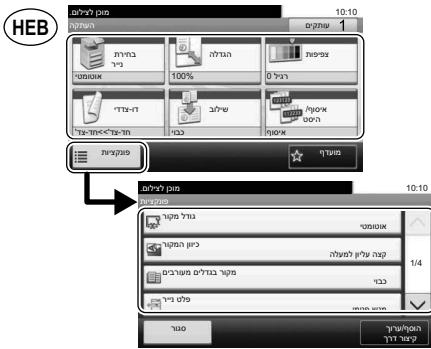 HEB
מוכן לצילום.
10:10
העתקה
עותקים 1
בחירת
נייר
אוטומטי
הגדלה
100%
צפיפות
רגיל 0
דו-צדדי
חד-צד'>>חד-צד'
שילוב
כבוי
איסוף/
היסט
איסוף
פונקציות
מועדף
מוכן לצילום.
10:10
פונקציות
גודל מקור
אוטומטי
כיוון המקור
קצה עליון למעלה
מקור בגדלים מעורבים
כבוי
פלט נייר
1/4
סגור
הוסף/ערוך
קיצור דרך